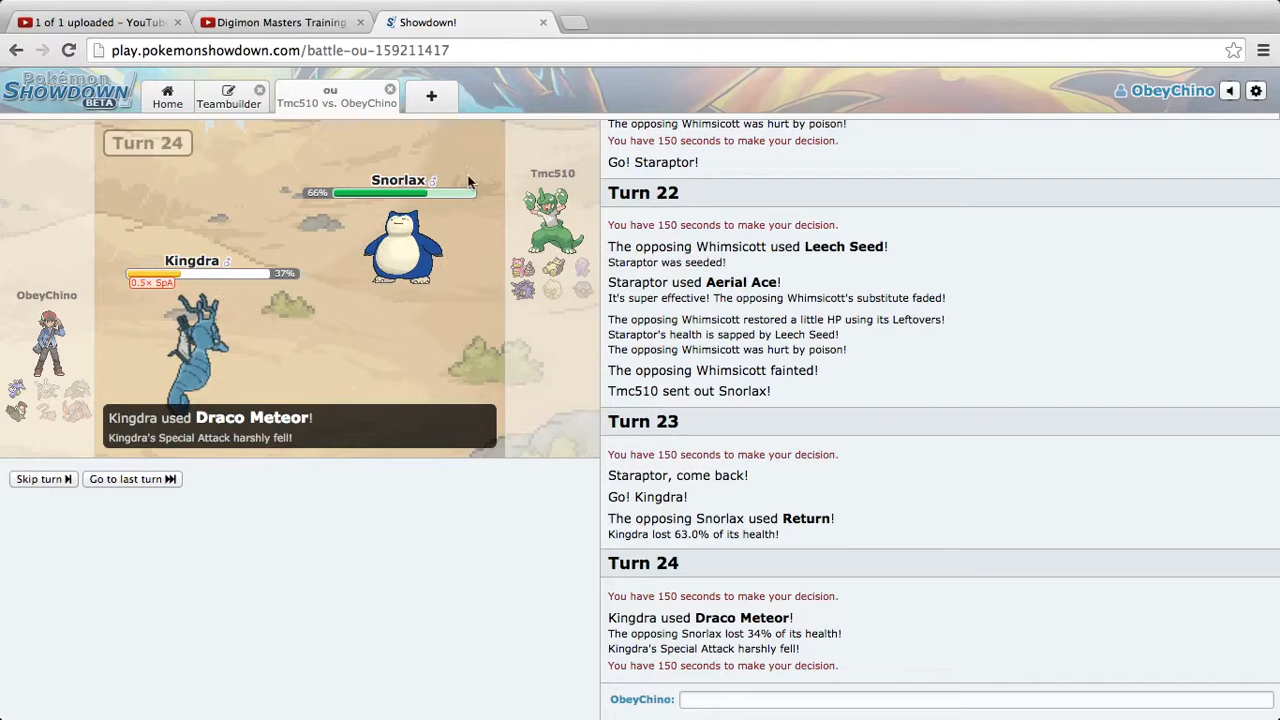 1 of 1 uploaded - YouTube
Digimon Masters Training
Showdown!
play.pokemonshowdown.com/battle-ou-159211417
Pokémon
SHOWDOWN
BETA
Home
Teambuilder
ou
Tmc510 vs. ObeyChino
ObeyChino
Turn 24
Snorlax ♂
66%
Kingdra ♂
37%
0.5× SpA
ObeyChino
Tmc510
Kingdra used Draco Meteor!
Kingdra's Special Attack harshly fell!
Skip turn
Go to last turn
The opposing Whimsicott was hurt by poison!
You have 150 seconds to make your decision.
Go! Staraptor!
Turn 22
You have 150 seconds to make your decision.
The opposing Whimsicott used Leech Seed!
Staraptor was seeded!
Staraptor used Aerial Ace!
It's super effective! The opposing Whimsicott's substitute faded!
The opposing Whimsicott restored a little HP using its Leftovers!
Staraptor's health is sapped by Leech Seed!
The opposing Whimsicott was hurt by poison!
The opposing Whimsicott fainted!
Tmc510 sent out Snorlax!
Turn 23
You have 150 seconds to make your decision.
Staraptor, come back!
Go! Kingdra!
The opposing Snorlax used Return!
Kingdra lost 63.0% of its health!
Turn 24
You have 150 seconds to make your decision.
Kingdra used Draco Meteor!
The opposing Snorlax lost 34% of its health!
Kingdra's Special Attack harshly fell!
You have 150 seconds to make your decision.
ObeyChino: